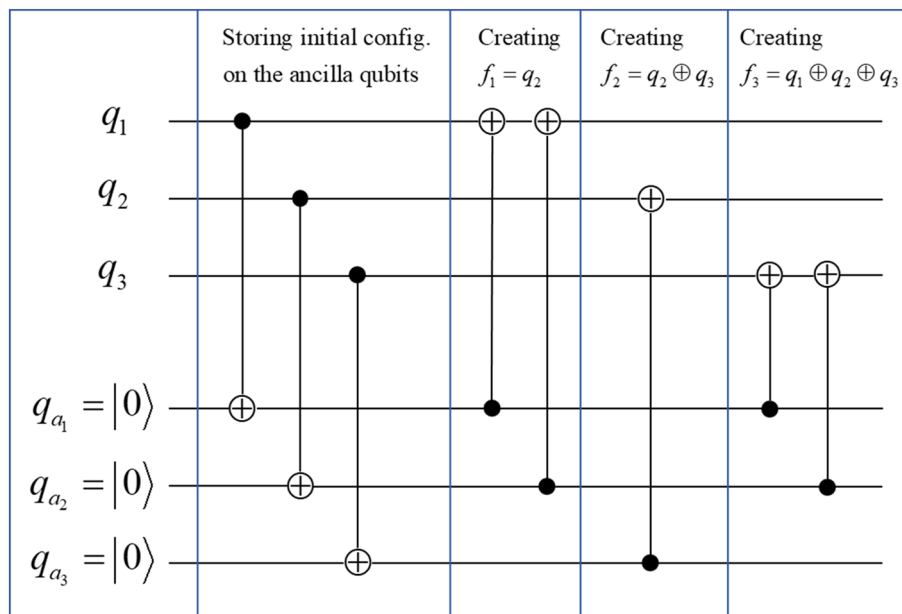 Storing initial config.
on the ancilla qubits
Creating
f₁ = q₂
Creating
f₂ = q₂ ⊕ q₃
Creating
f₃ = q₁ ⊕ q₂ ⊕ q₃
q₁
q₂
q₃
qₐ₁ = |0⟩
qₐ₂ = |0⟩
qₐ₃ = |0⟩